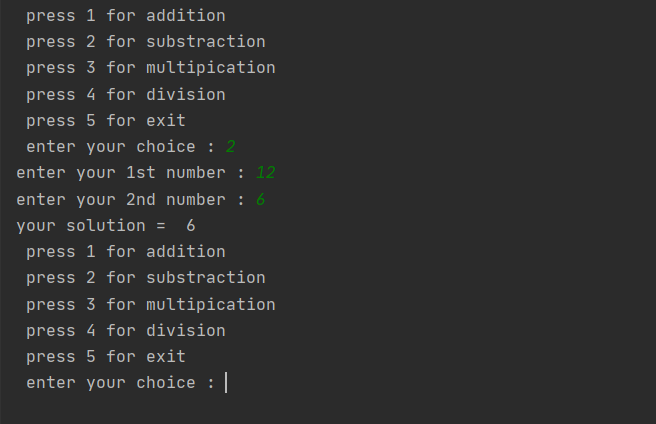 press 1 for addition
press 2 for substraction
press 3 for multipication
press 4 for division
press 5 for exit
enter your choice : 2
enter your 1st number : 12
enter your 2nd number : 6
your solution =  6
press 1 for addition
press 2 for substraction
press 3 for multipication
press 4 for division
press 5 for exit
enter your choice :